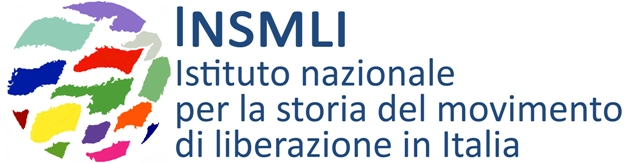 INSMLI
Istituto nazionale
per la storia del movimento
di liberazione in Italia